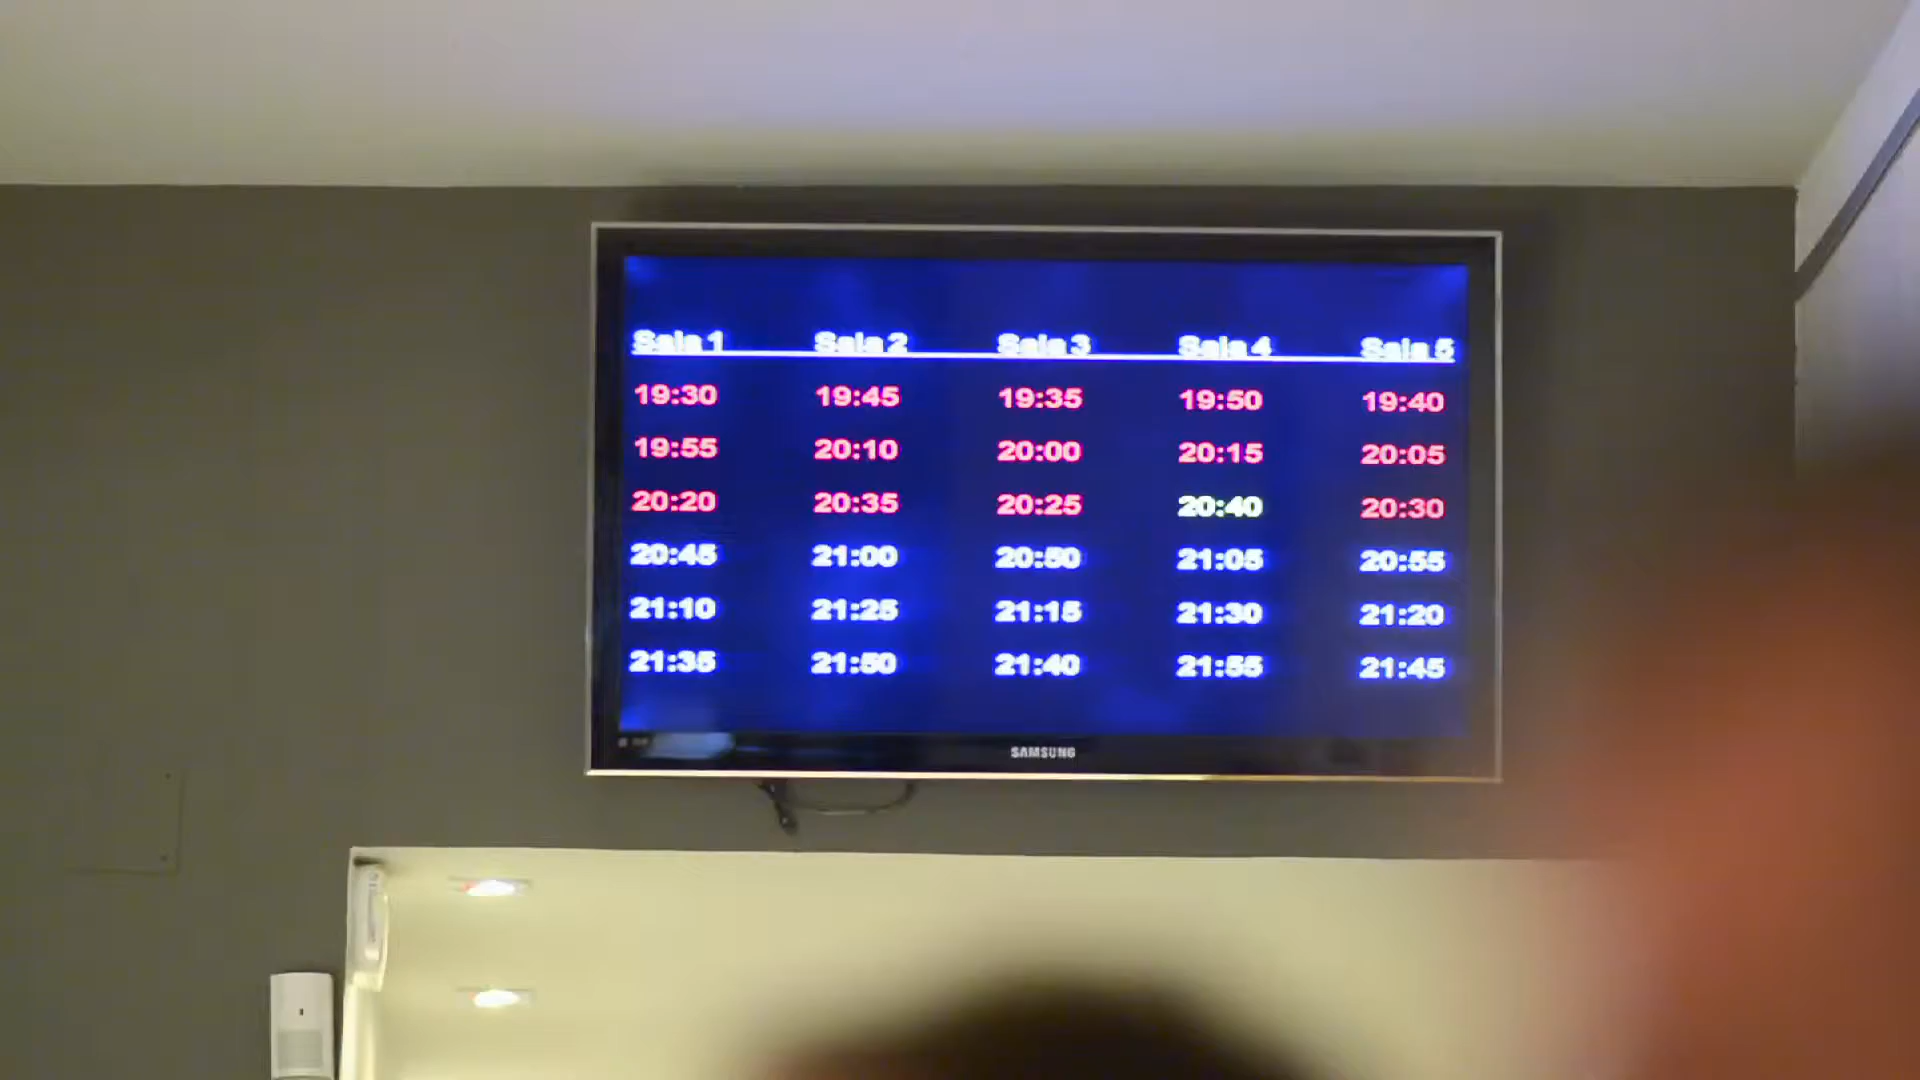 Sala 1 Sala 2 Sala 3 Sala 4 Sala 5
19:30 19:45 19:35 19:50 19:40
19:55 20:10 20:00 20:15 20:05
20:20 20:35 20:25 20:40 20:30
20:45 21:00 20:50 21:05 20:55
21:10 21:25 21:15 21:30 21:20
21:35 21:50 21:40 21:55 21:45
SAMSUNG